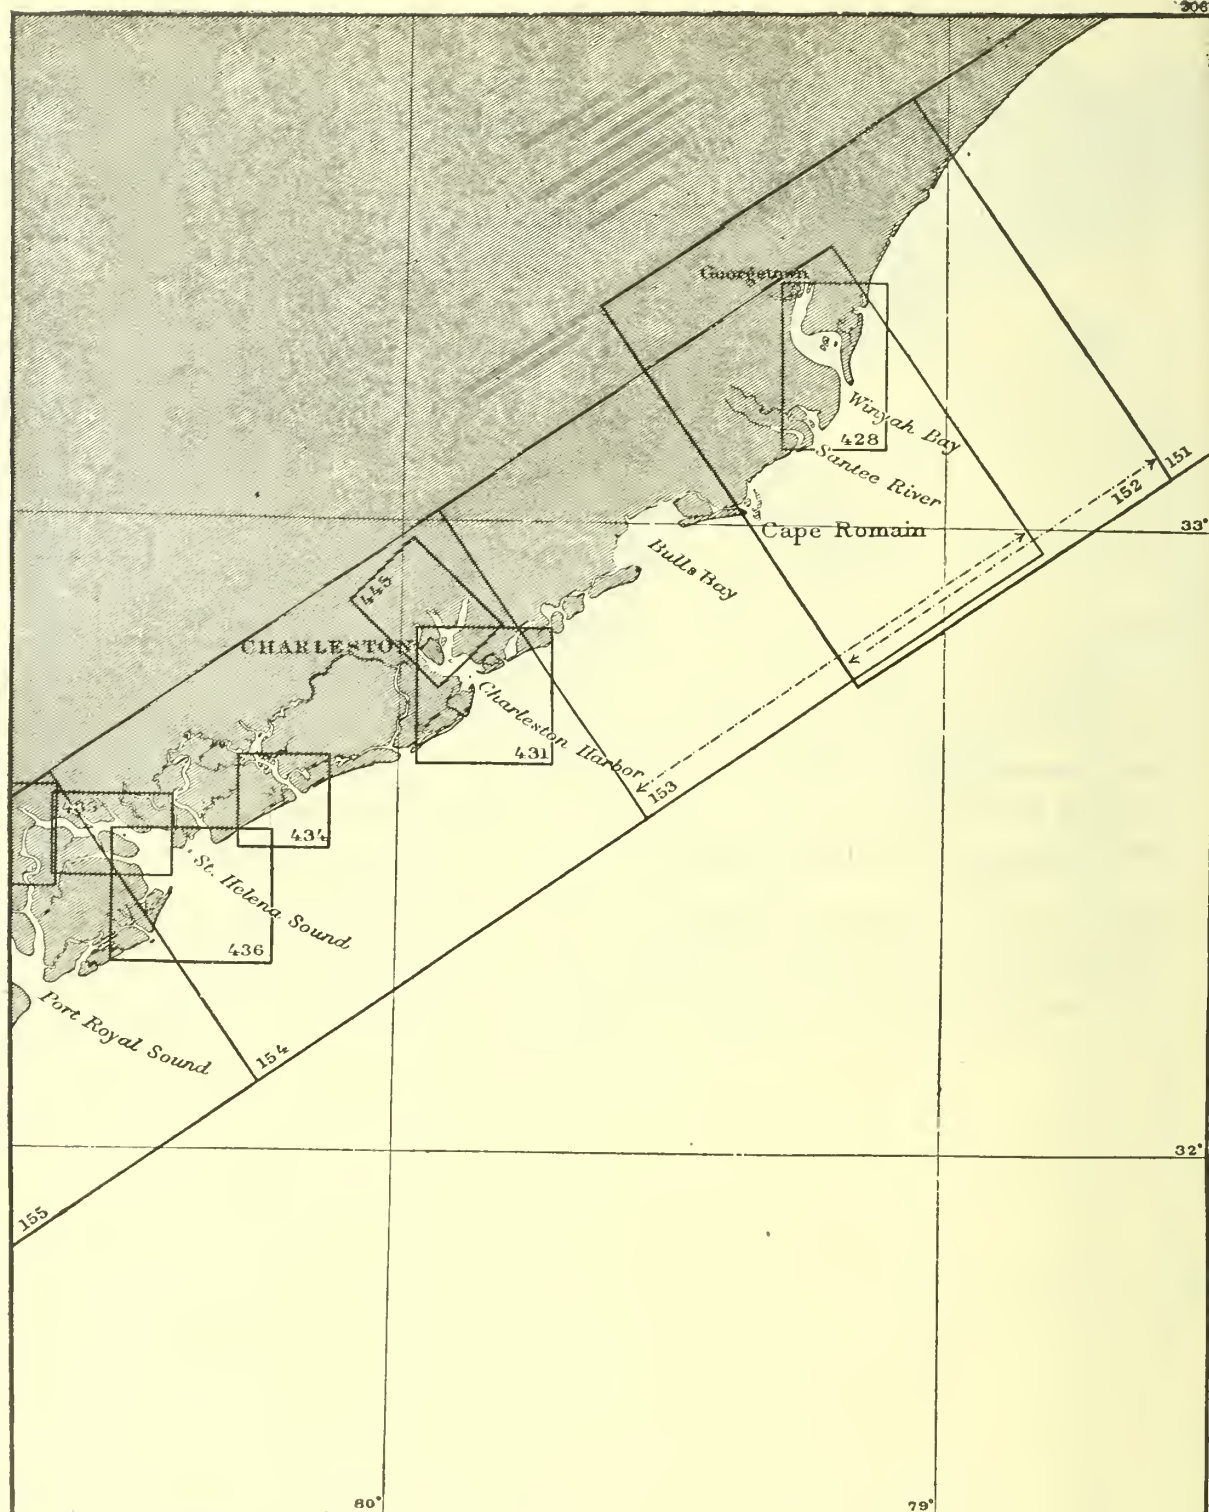 306
Georgetown
Winyah Bay
428
Santee River
151
152
33°
Cape Romain
Bulls Bay
445
CHARLESTON
Charleston Harbor
431
153
434
St. Helena Sound
436
Port Royal Sound
154
32°
155
80°
79°